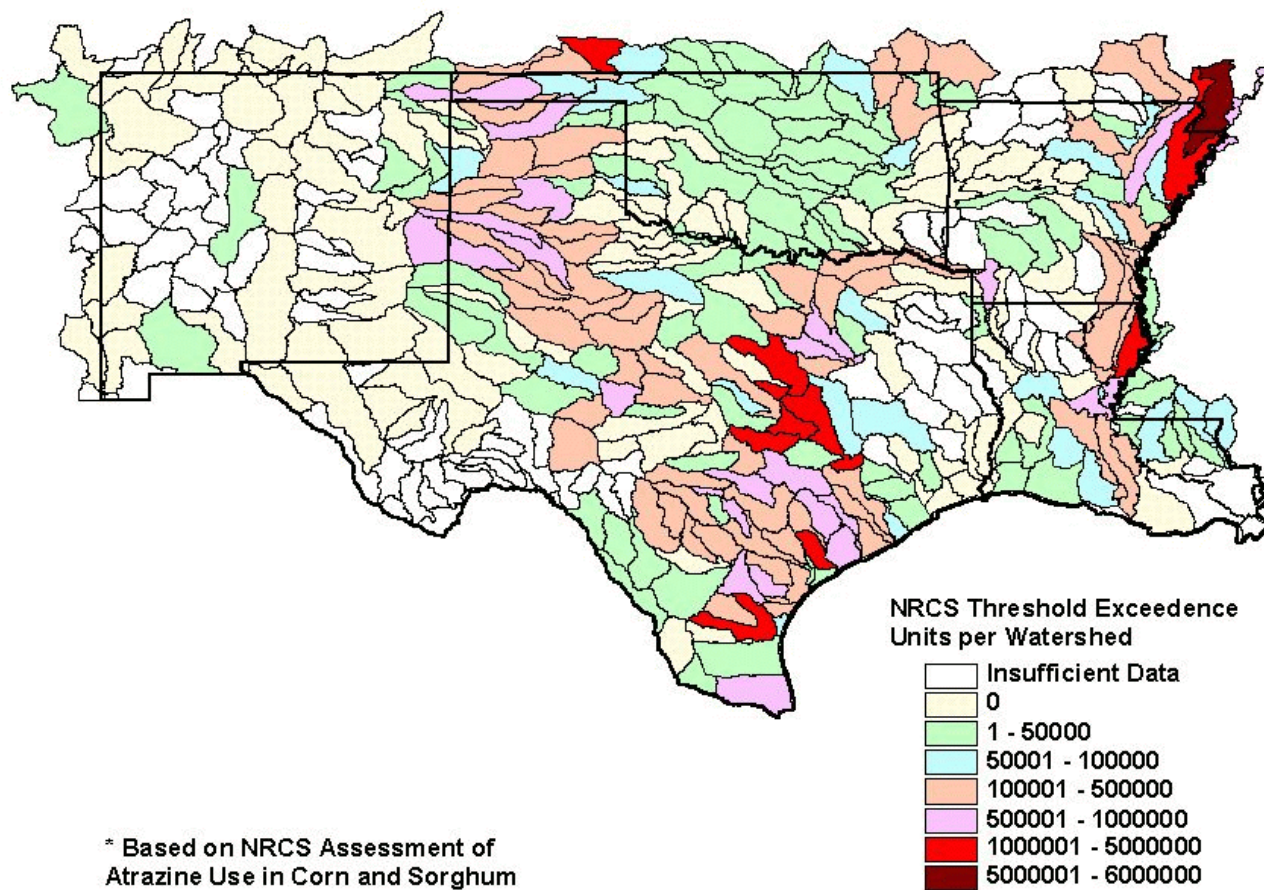 NRCS Threshold Exceedence
Units per Watershed
Insufficient Data
0
1 - 50000
50001 - 100000
100001 - 500000
500001 - 1000000
1000001 - 5000000
5000001 - 6000000
* Based on NRCS Assessment of
Atrazine Use in Corn and Sorghum